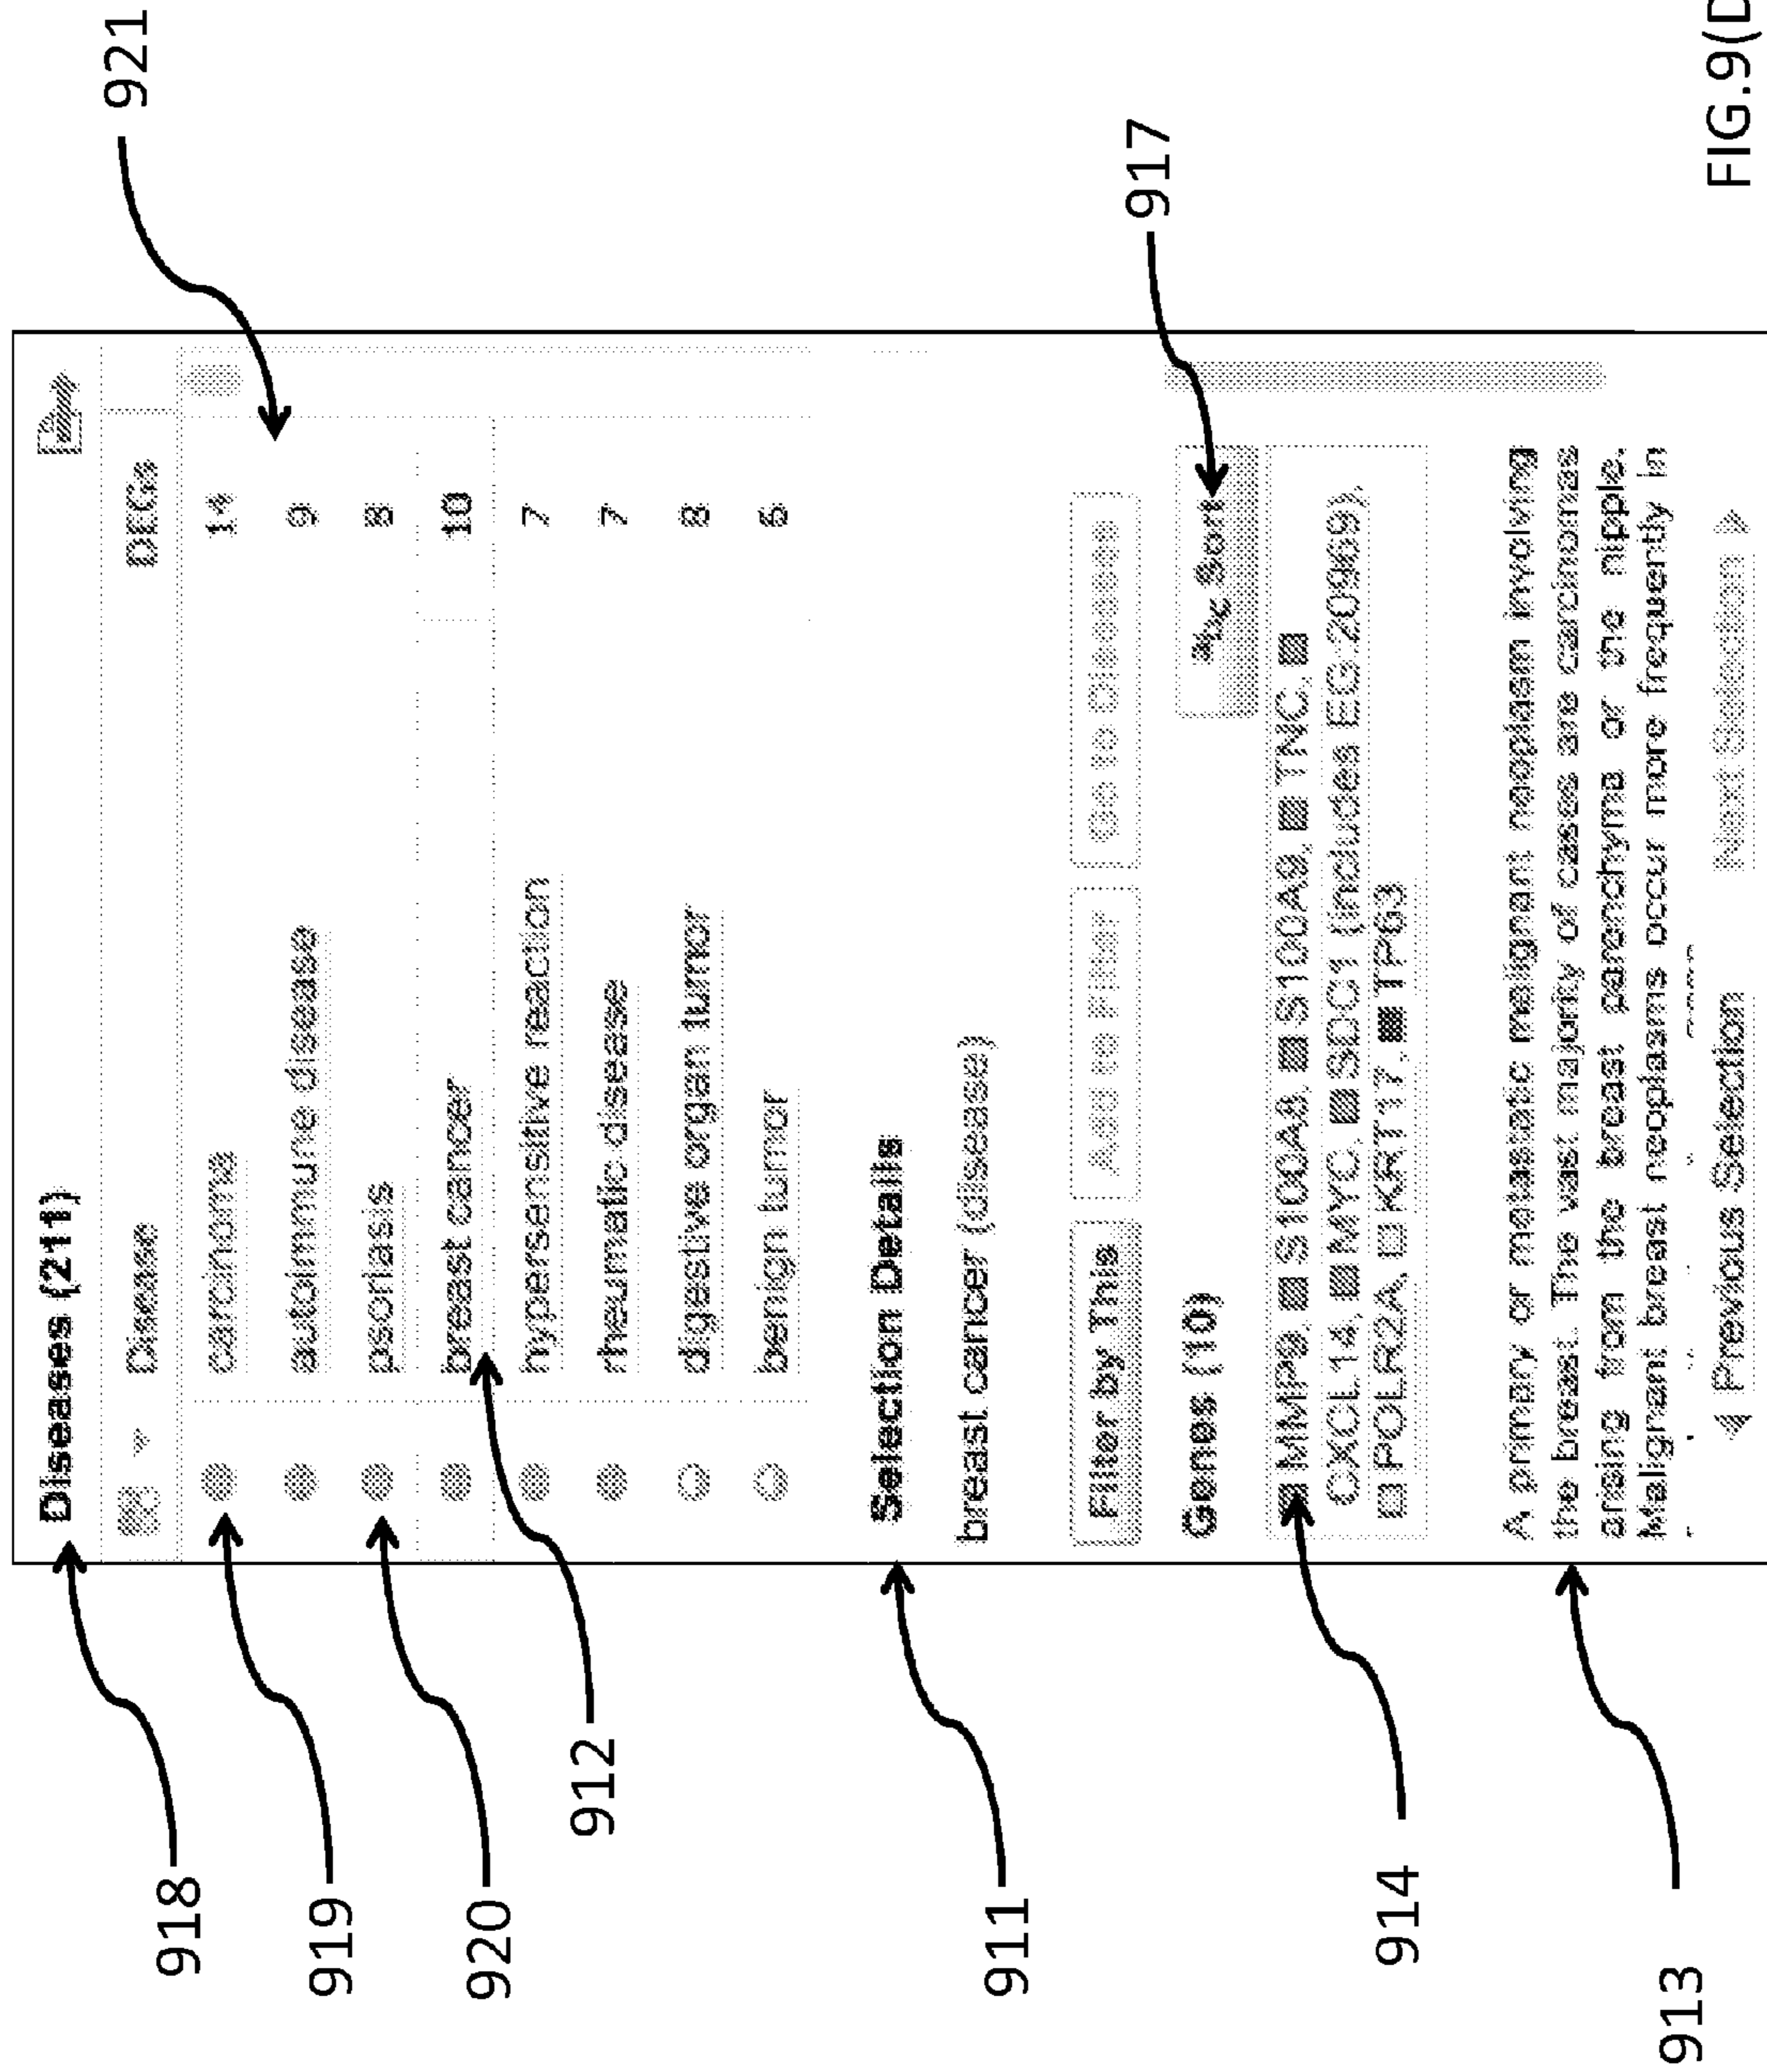 918
Diseases (211)
Disease DEGs
919
carcinoma 14
921
autoimmune disease 9
920
psoriasis 8
breast cancer 10
912
hypersensitive reaction 7
rheumatic disease 7
digestive organ tumor 8
benign tumor 6
911
Selection Details
breast cancer (disease)
Filter by This Add to Filter Go to Diseases
Genes (10)
Sort
917
914
MMP9, S100A8, S100A9, TNC,
CXCL14, MYC, SDC1 (includes EG:20969),
POLR2A, KRT17, TP63
913
A primary or metastatic malignant neoplasm involving
the breast. The vast majority of cases are carcinomas
arising from the breast parenchyma or the nipple.
Malignant breast neoplasms occur more frequently in
Previous Selection Next Selection
FIG.9(D